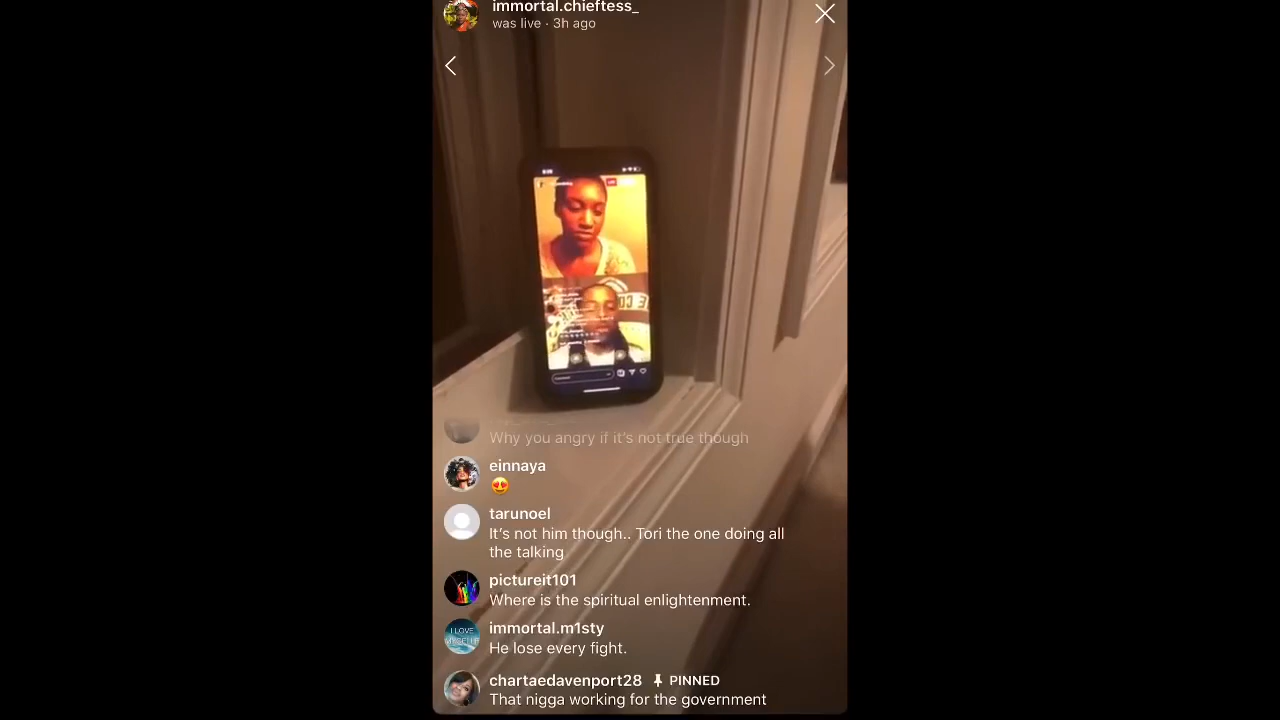 immortal.chieftess_
was live · 3h ago
Why you angry if it's not true though
einnaya
😍
tarunoel
It's not him though.. Tori the one doing all
the talking
pictureit101
Where is the spiritual enlightenment.
immortal.m1sty
He lose every fight.
chartaedavenport28 PINNED
That nigga working for the government